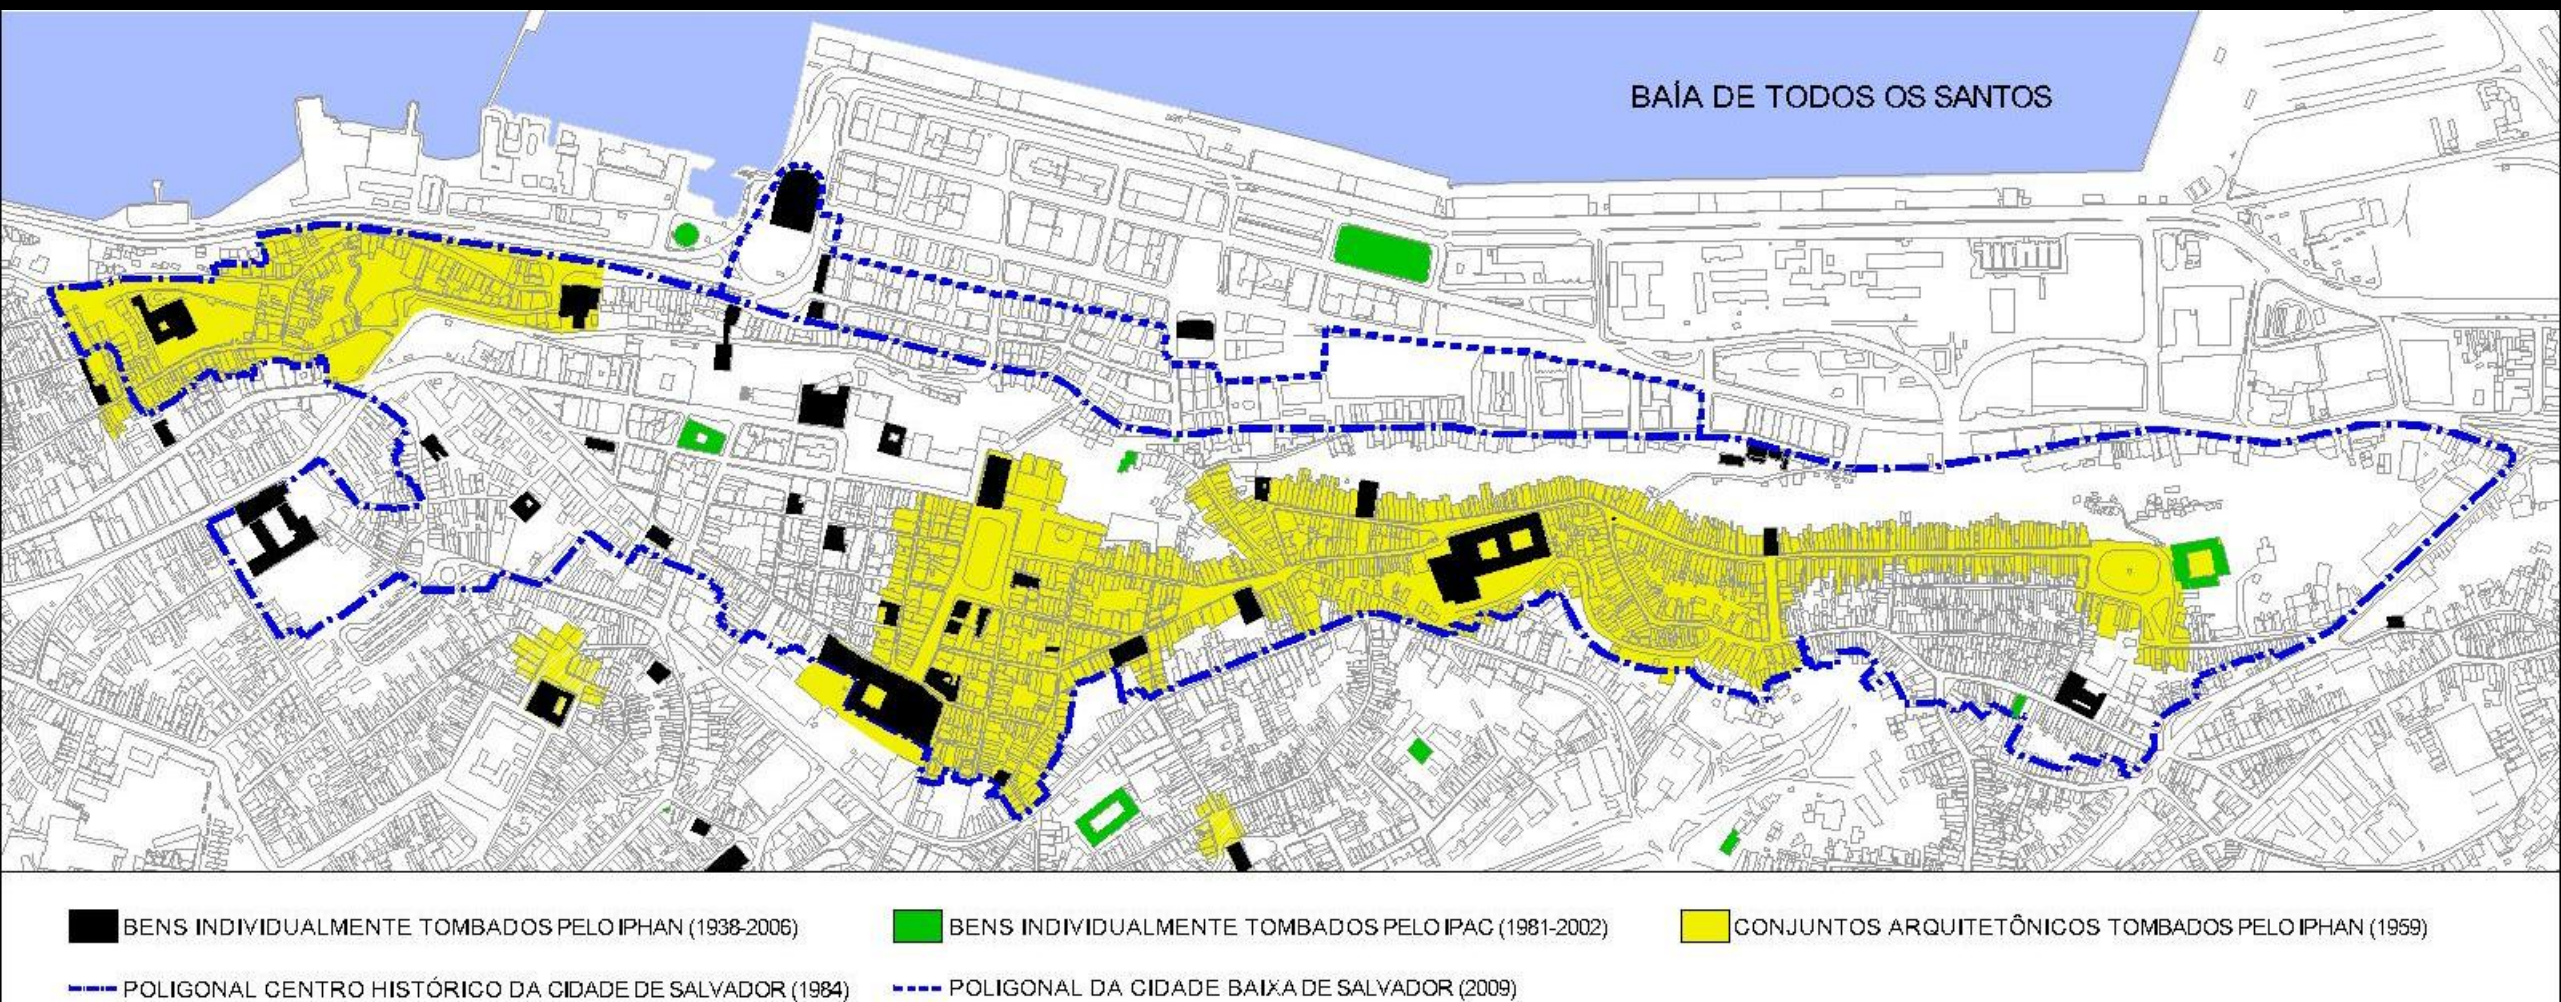 BAÍA DE TODOS OS SANTOS
BENS INDIVIDUALMENTE TOMBADOS PELO IPHAN (1938-2006)
BENS INDIVIDUALMENTE TOMBADOS PELO IPAC (1981-2002)
CONJUNTOS ARQUITETÔNICOS TOMBADOS PELO IPHAN (1959)
POLIGONAL CENTRO HISTÓRICO DA CIDADE DE SALVADOR (1984)
POLIGONAL DA CIDADE BAIXA DE SALVADOR (2009)